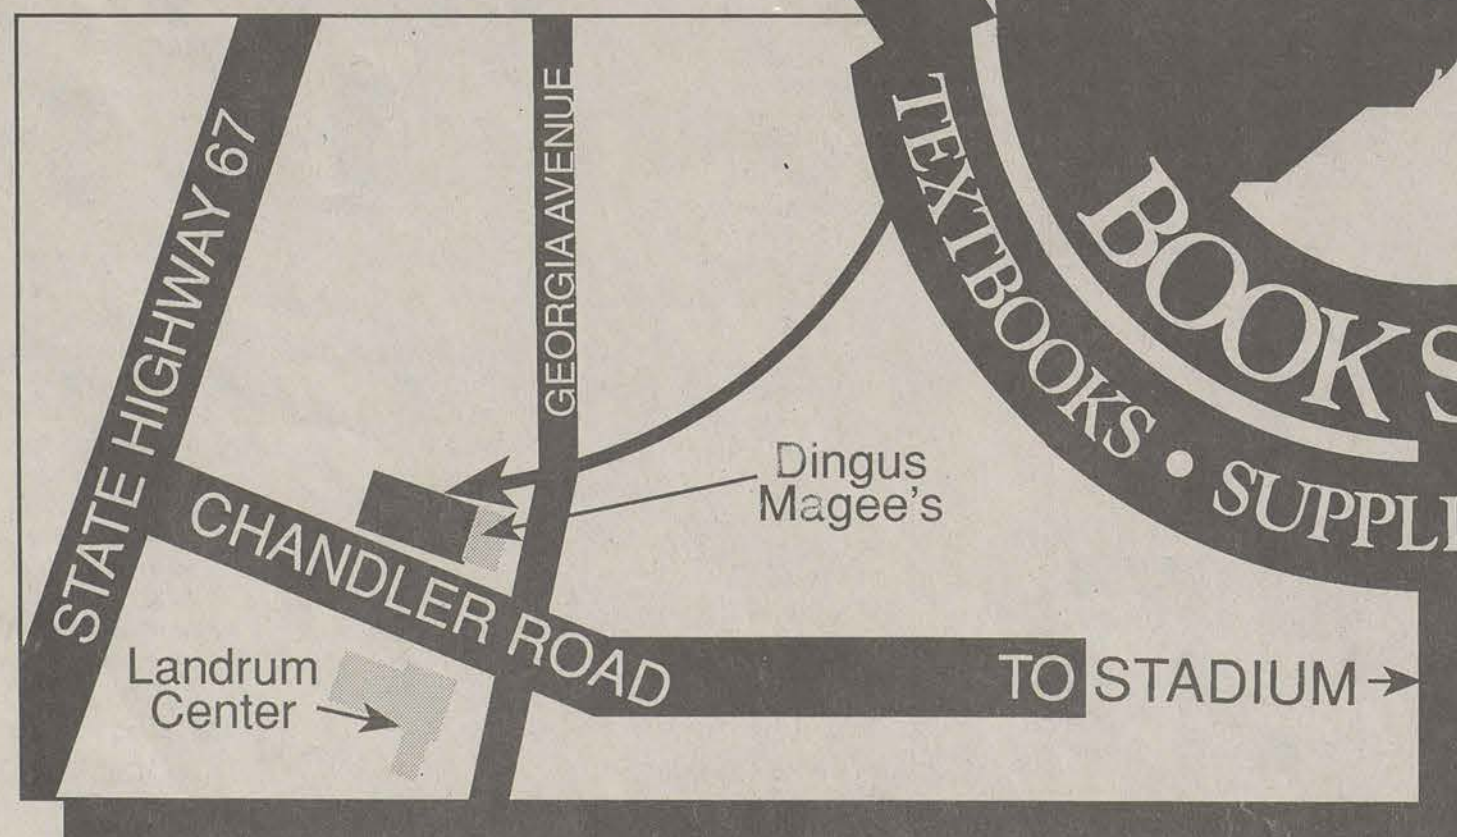 STATE HIGHWAY 67
GEORGIA AVENUE
TEXTBOOKS •
BOOK
Dingus
Magee's
CHANDLER ROAD
Landrum
Center
TO STADIUM